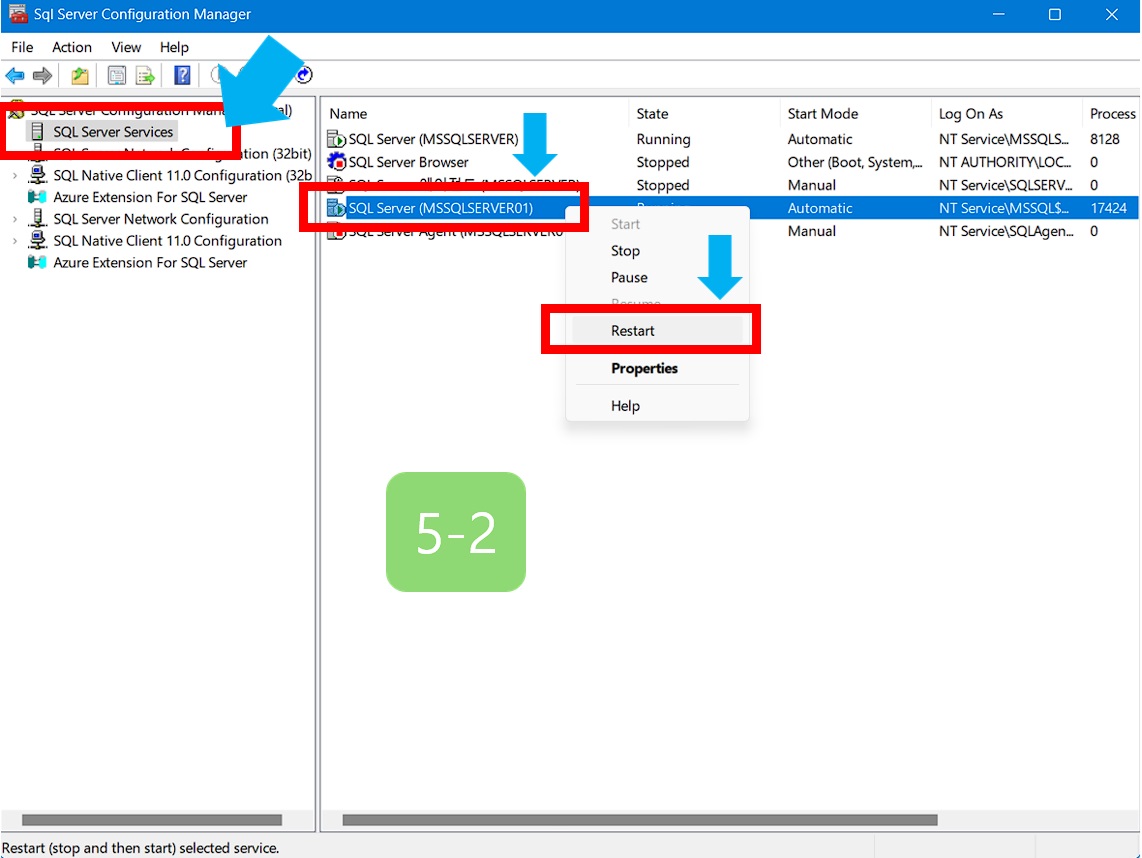 Sql Server Configuration Manager
File Action View Help
SQL Server Configuration
SQL Server Services
SQL Server Network Configuration (32bit)
SQL Native Client 11.0 Configuration (32b
Azure Extension For SQL Server
SQL Server Network Configuration
SQL Native Client 11.0 Configuration
Azure Extension For SQL Server
Name State Start Mode Log On As Process
SQL Server (MSSQLSERVER) Running Automatic NT Service\MSSQLS... 8128
SQL Server Browser Stopped Other (Boot, System,... NT AUTHORITY\LOC... 0
SQL Server 에이전트 (MSSQLSERVER) Stopped Manual NT Service\SQLSERV... 0
SQL Server (MSSQLSERVER01) Automatic NT Service\MSSQL$... 17424
SQL Server Agent (MSSQLSERVER0 Manual NT Service\SQLAgen... 0
Start
Stop
Pause
Resume
Restart
Properties
Help
5-2
Restart (stop and then start) selected service.